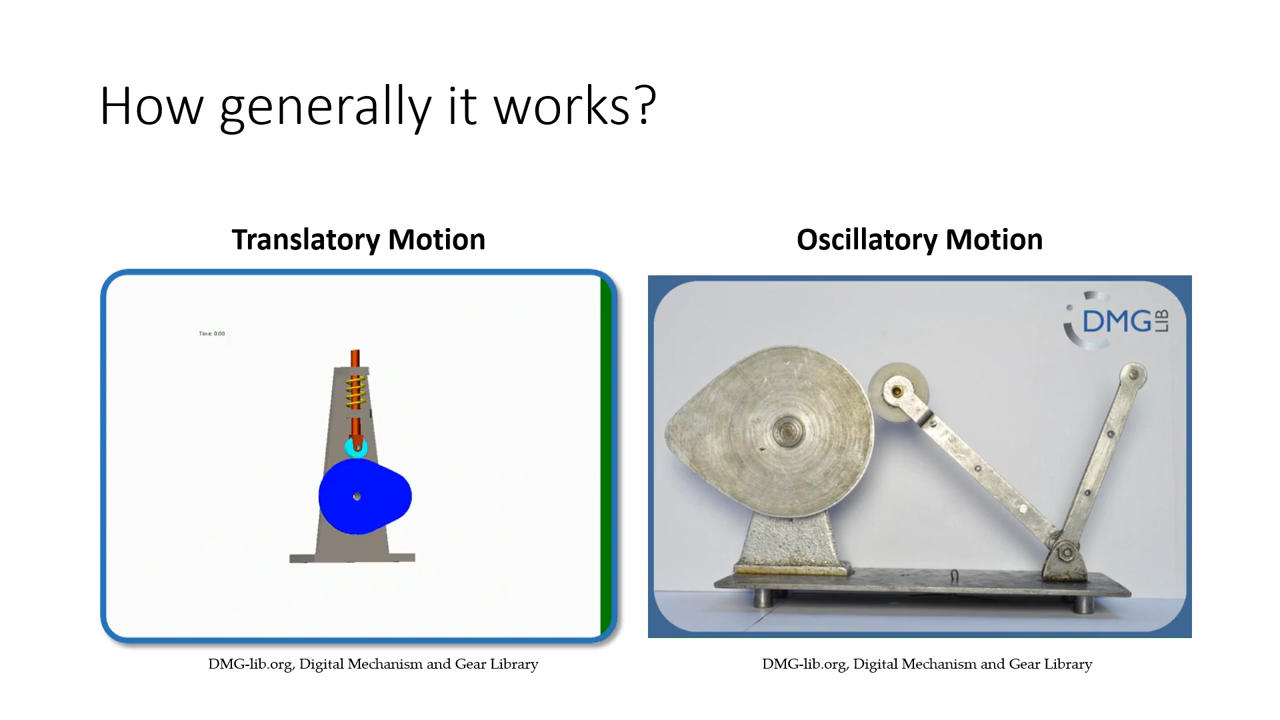 How generally it works?
Translatory Motion
Oscillatory Motion
Time: 0.00
DMG LIB
DMG-lib.org, Digital Mechanism and Gear Library
DMG-lib.org, Digital Mechanism and Gear Library